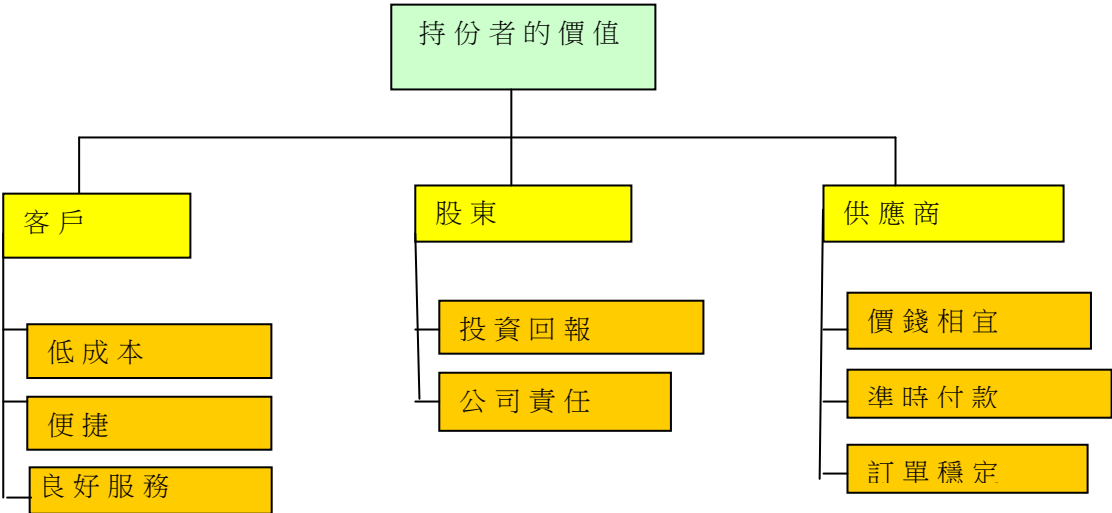 持份者的價值
客戶
低成本
便捷
良好服務
股東
投資回報
公司責任
供應商
價錢相宜
準時付款
訂單穩定